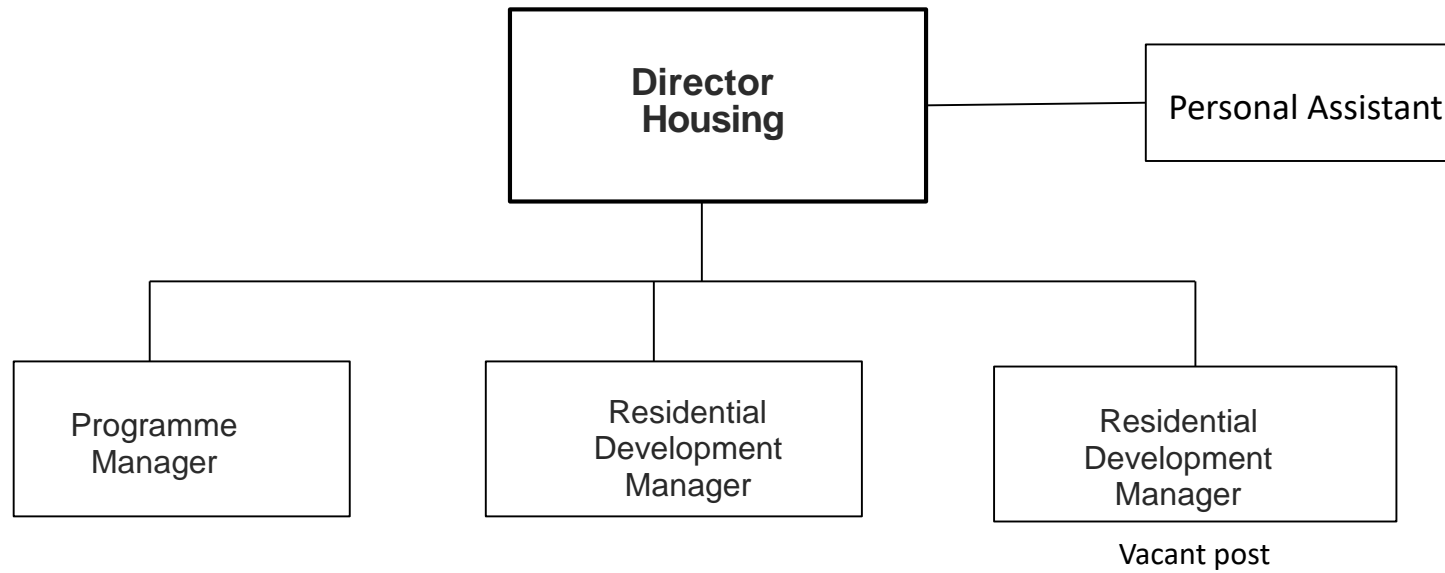 Director
Housing
Personal Assistant
Programme
Manager
Residential
Development
Manager
Residential
Development
Manager
Vacant post